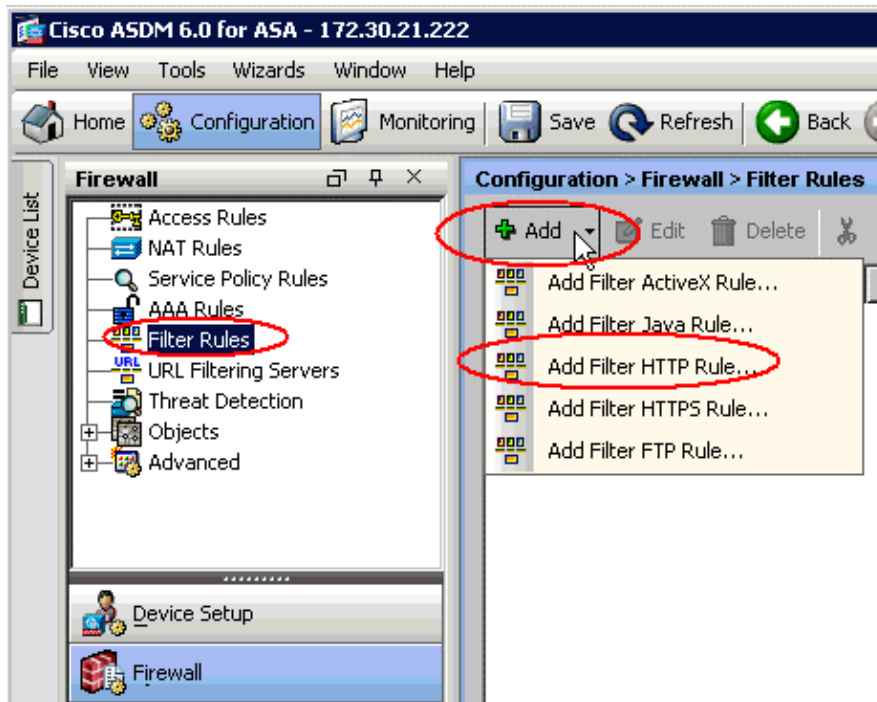 Cisco ASDM 6.0 for ASA - 172.30.21.222
File View Tools Wizards Window Help
Home Configuration Monitoring Save Refresh Back
Device List
Firewall
Access Rules
NAT Rules
Service Policy Rules
AAA Rules
Filter Rules
URL
URL Filtering Servers
Threat Detection
Objects
Advanced
Device Setup
Firewall
Configuration > Firewall > Filter Rules
Add Edit Delete
Add Filter ActiveX Rule...
Add Filter Java Rule...
Add Filter HTTP Rule...
Add Filter HTTPS Rule...
Add Filter FTP Rule...